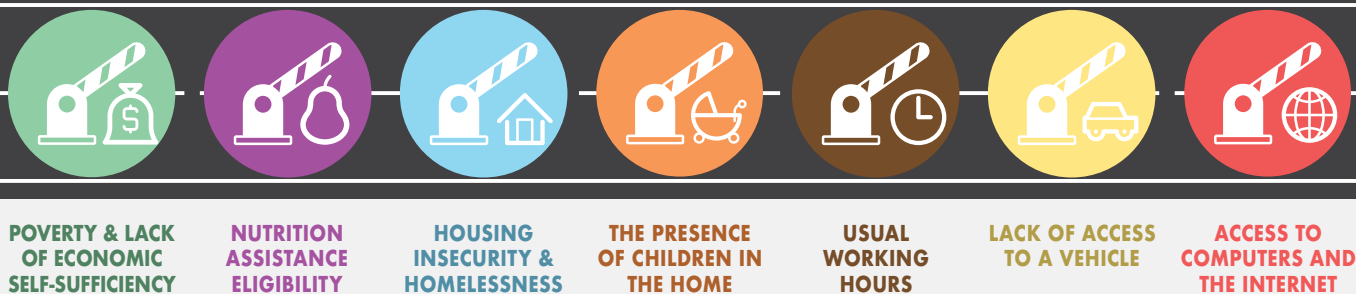 $
POVERTY & LACK
OF ECONOMIC
SELF-SUFFICIENCY
NUTRITION
ASSISTANCE
ELIGIBILITY
HOUSING
INSECURITY &
HOMELESSNESS
THE PRESENCE
OF CHILDREN IN
THE HOME
USUAL
WORKING
HOURS
LACK OF ACCESS
TO A VEHICLE
ACCESS TO
COMPUTERS AND
THE INTERNET